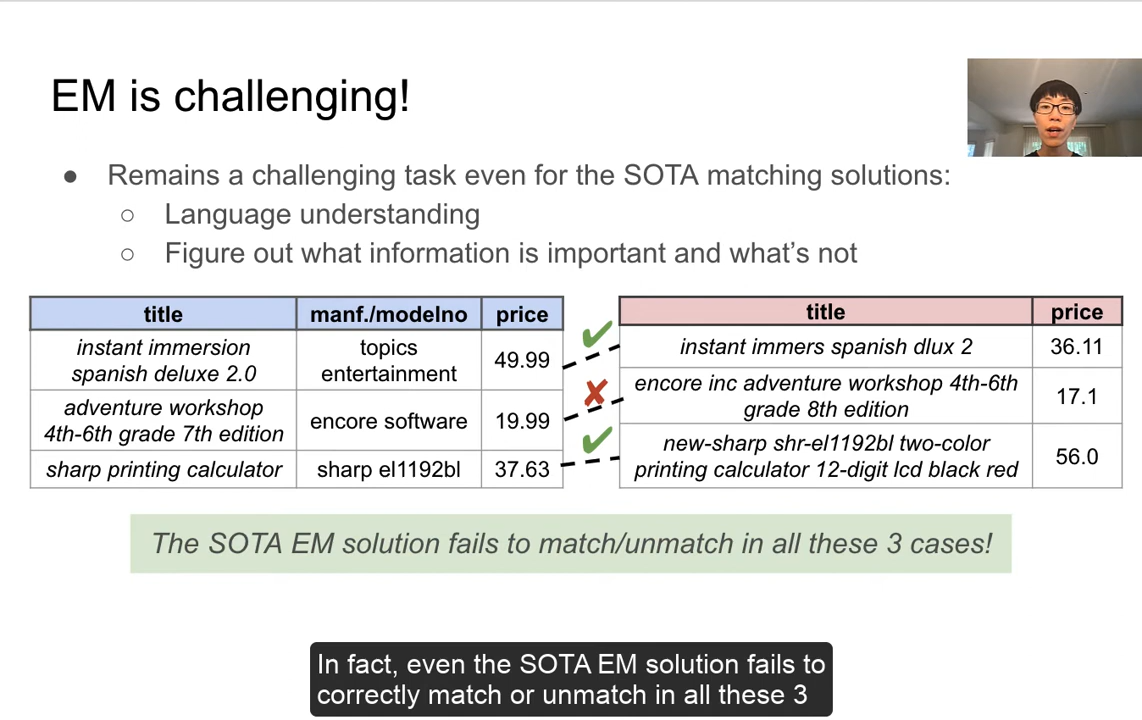 EM is challenging!
● Remains a challenging task even for the SOTA matching solutions:
○ Language understanding
○ Figure out what information is important and what's not
title manf./modelno price
instant immersion
spanish deluxe 2.0
topics
entertainment
49.99
adventure workshop
4th-6th grade 7th edition
encore software
19.99
sharp printing calculator
sharp el1192bl
37.63
✔
✘
✔
title price
instant immers spanish dlux 2
36.11
encore inc adventure workshop 4th-6th
grade 8th edition
17.1
new-sharp shr-el1192bl two-color
printing calculator 12-digit lcd black red
56.0
The SOTA EM solution fails to match/unmatch in all these 3 cases!
In fact, even the SOTA EM solution fails to
correctly match or unmatch in all these 3